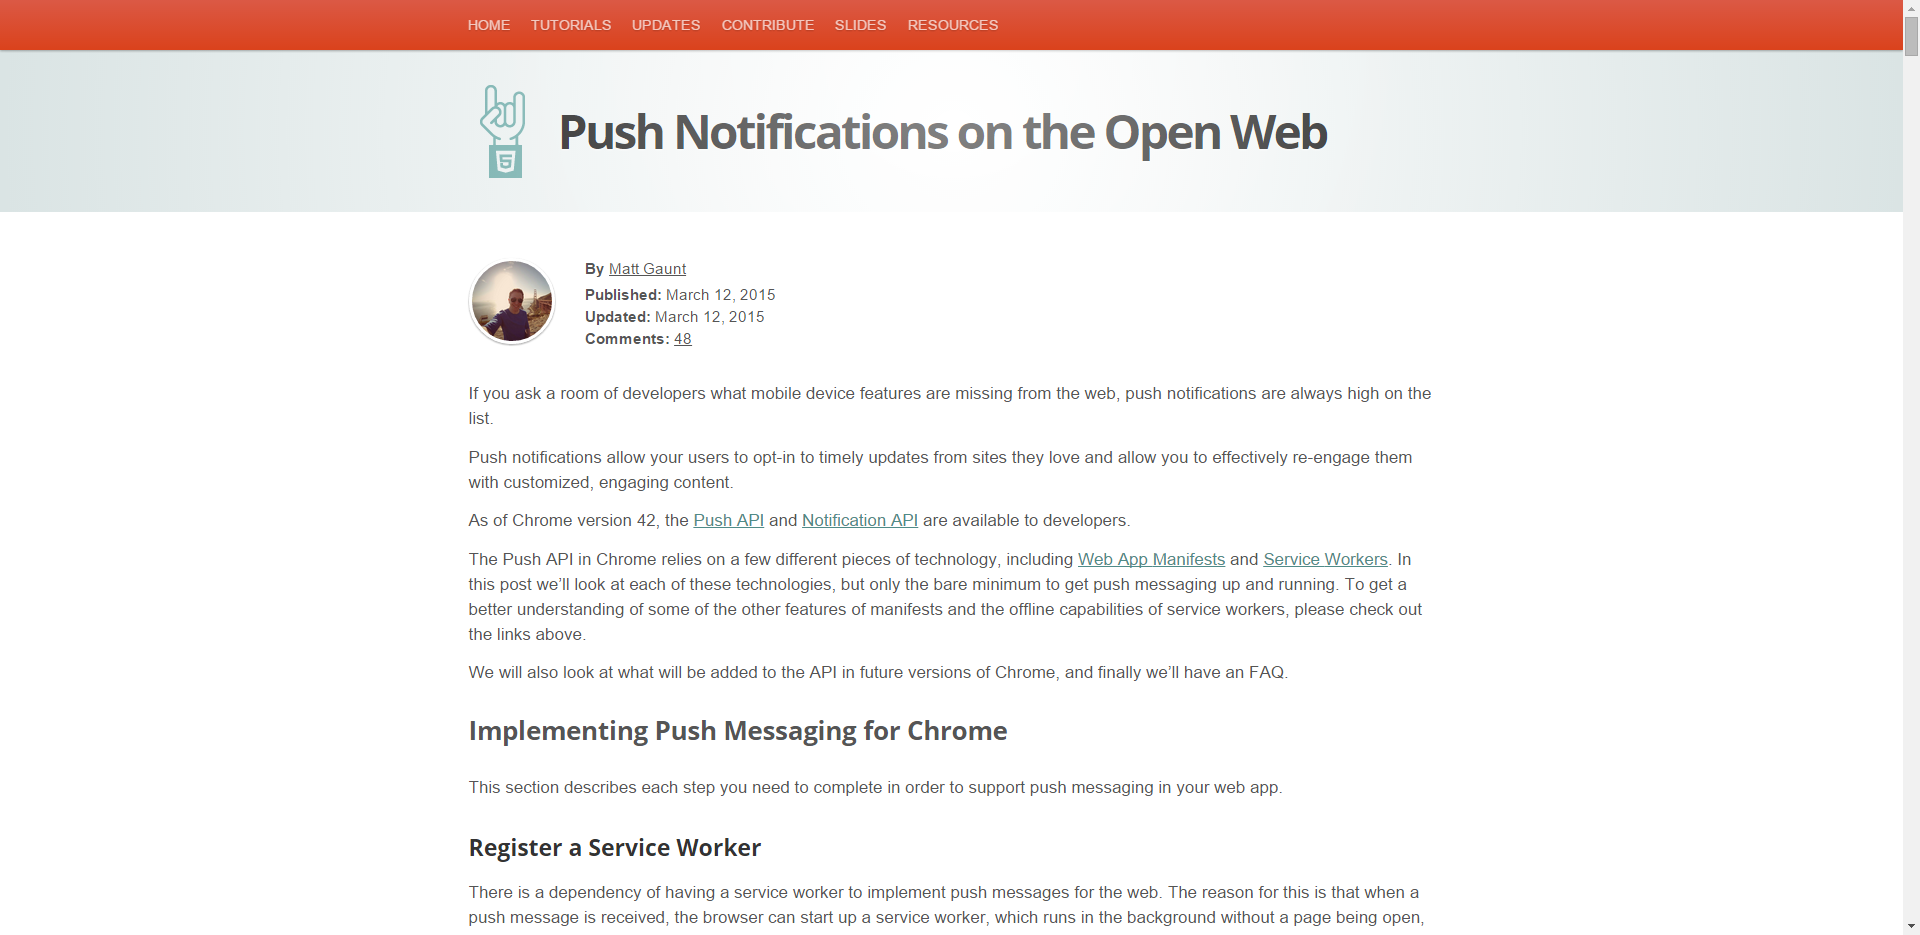 HOME TUTORIALS UPDATES CONTRIBUTE SLIDES RESOURCES
5
Push Notifications on the Open Web
By Matt Gaunt
Published: March 12, 2015
Updated: March 12, 2015
Comments: 48
If you ask a room of developers what mobile device features are missing from the web, push notifications are always high on the
list.
Push notifications allow your users to opt-in to timely updates from sites they love and allow you to effectively re-engage them
with customized, engaging content.
As of Chrome version 42, the Push API and Notification API are available to developers.
The Push API in Chrome relies on a few different pieces of technology, including Web App Manifests and Service Workers. In
this post we’ll look at each of these technologies, but only the bare minimum to get push messaging up and running. To get a
better understanding of some of the other features of manifests and the offline capabilities of service workers, please check out
the links above.
We will also look at what will be added to the API in future versions of Chrome, and finally we’ll have an FAQ.
Implementing Push Messaging for Chrome
This section describes each step you need to complete in order to support push messaging in your web app.
Register a Service Worker
There is a dependency of having a service worker to implement push messages for the web. The reason for this is that when a
push message is received, the browser can start up a service worker, which runs in the background without a page being open,